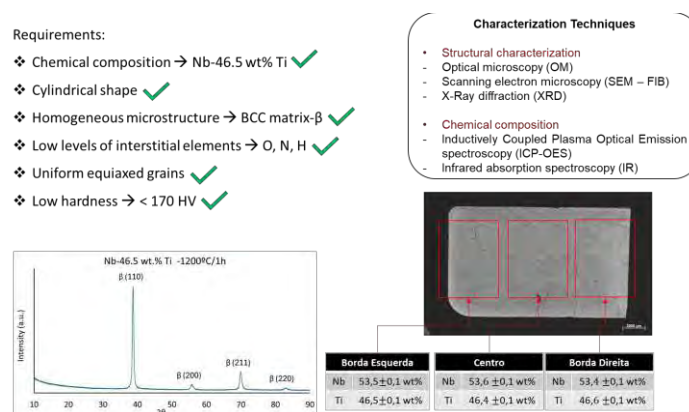 Requirements:
❖ Chemical composition → Nb-46.5 wt% Ti ✓
❖ Cylindrical shape ✓
❖ Homogeneous microstructure → BCC matrix-β ✓
❖ Low levels of interstitial elements → O, N, H ✓
❖ Uniform equiaxed grains ✓
❖ Low hardness → < 170 HV ✓
Characterization Techniques
• Structural characterization
- Optical microscopy (OM)
- Scanning electron microscopy (SEM – FIB)
- X-Ray diffraction (XRD)
• Chemical composition
- Inductively Coupled Plasma Optical Emission
spectroscopy (ICP-OES)
- Infrared absorption spectroscopy (IR)
Nb-46.5 wt.% Ti -1200ºC/1h
β (110)
β (200)
β (211)
β (220)
Intensity (a.u.)
10 20 30 40 50 60 70 80 90
Borda Esquerda
Nb 53,5±0,1 wt%
Ti 46,5±0,1 wt%
Centro
Nb 53,6 ±0,1 wt%
Ti 46,4 ±0,1 wt%
Borda Direita
Nb 53,4 ±0,1 wt%
Ti 46,6 ±0,1 wt%